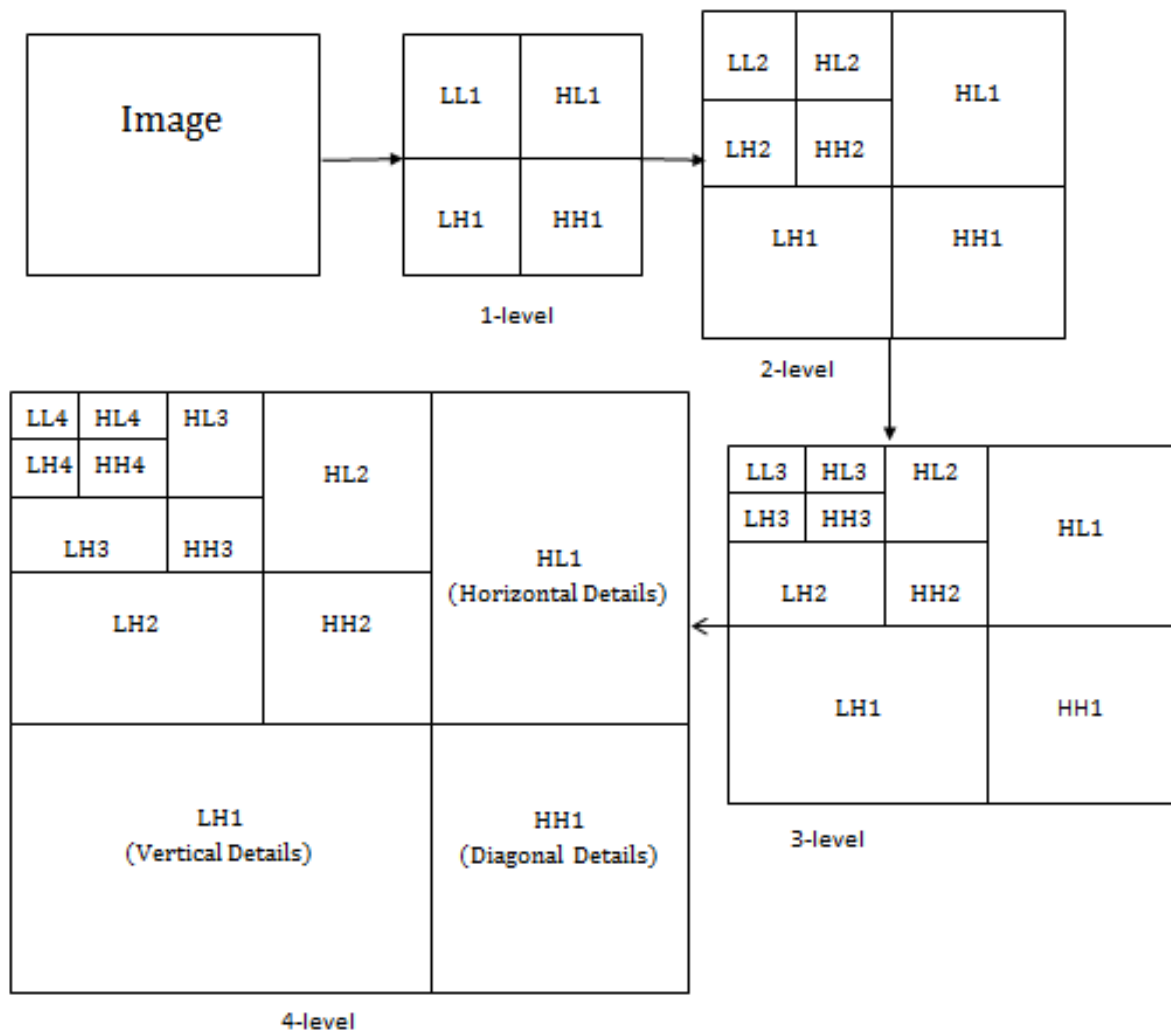 Image
LL1 HL1
LH1 HH1
1-level
LL2 HL2
HL1
LH2 HH2
LH1 HH1
2-level
LL3 HL3 HL2
LH3 HH3
HL1
LH2 HH2
LH1 HH1
3-level
LL4 HL4 HL3
LH4 HH4
HL2
LH3 HH3
HL1
(Horizontal Details)
LH2 HH2
LH1
(Vertical Details)
HH1
(Diagonal Details)
4-level